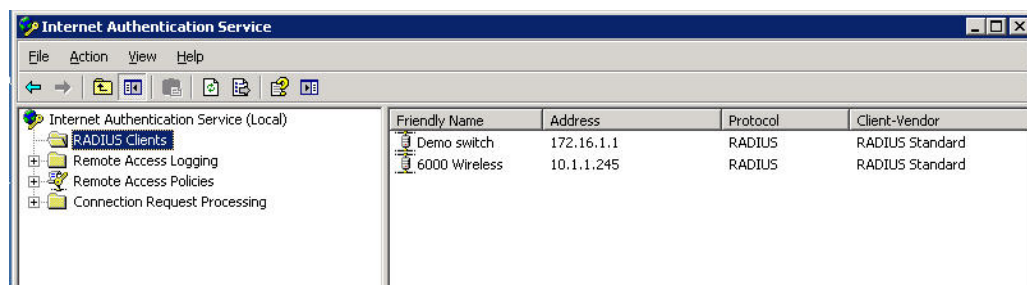 Internet Authentication Service
File Action View Help
Internet Authentication Service (Local)
RADIUS Clients
Remote Access Logging
Remote Access Policies
Connection Request Processing
Friendly Name Address Protocol Client-Vendor
Demo switch 172.16.1.1 RADIUS RADIUS Standard
6000 Wireless 10.1.1.245 RADIUS RADIUS Standard